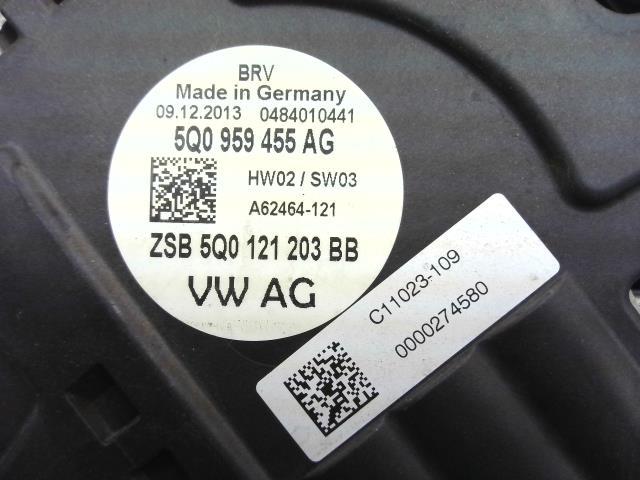 BRV
Made in Germany
09.12.2013 0484010441
5Q0 959 455 AG
HW02 / SW03
A62464-121
ZSB 5Q0 121 203 BB
VW AG
C11023-109
0000274580